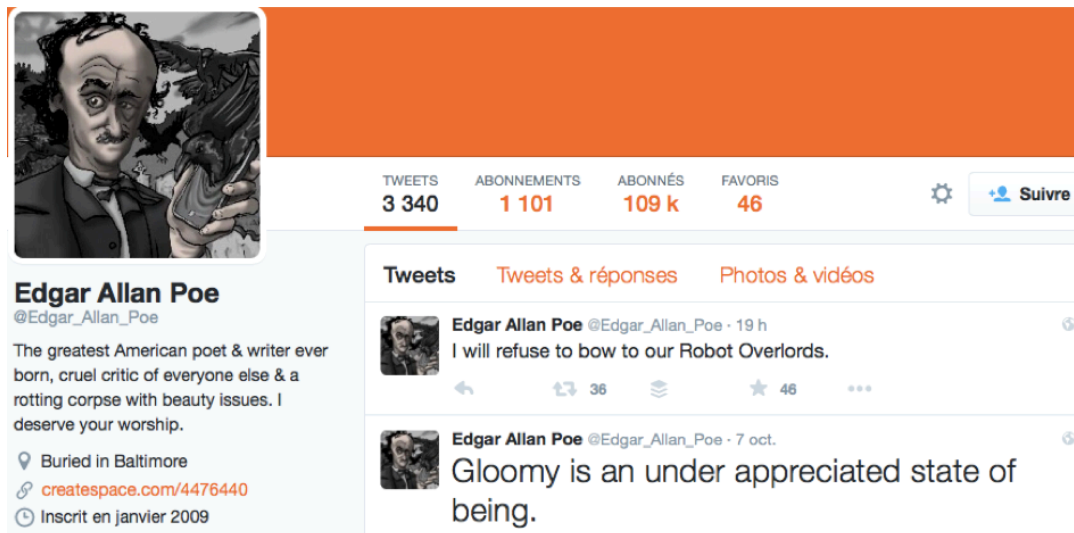 TWEETS
3 340
ABONNEMENTS
1 101
ABONNÉS
109 k
FAVORIS
46
Suivre
Edgar Allan Poe
@Edgar_Allan_Poe
The greatest American poet & writer ever
born, cruel critic of everyone else & a
rotting corpse with beauty issues. I
deserve your worship.
Buried in Baltimore
createspace.com/4476440
Inscrit en janvier 2009
Tweets Tweets & réponses Photos & vidéos
Edgar Allan Poe @Edgar_Allan_Poe · 19 h
I will refuse to bow to our Robot Overlords.
36 46
Edgar Allan Poe @Edgar_Allan_Poe · 7 oct.
Gloomy is an under appreciated state of
being.